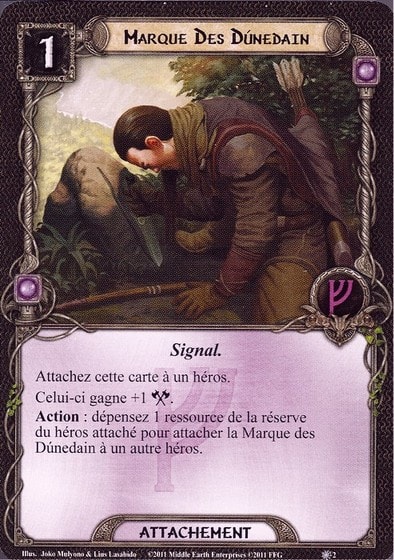 1
Marque Des Dúnedain
Signal.
Attachez cette carte à un héros.
Celui-ci gagne +1 .
Action : dépensez 1 ressource de la réserve
du héros attaché pour attacher la Marque des
Dúnedain à un autre héros.
ATTACHEMENT
Illus. Joko Mulyono & Lius Lasahido ©2011 Middle Earth Enterprises ©2011 FFG 2